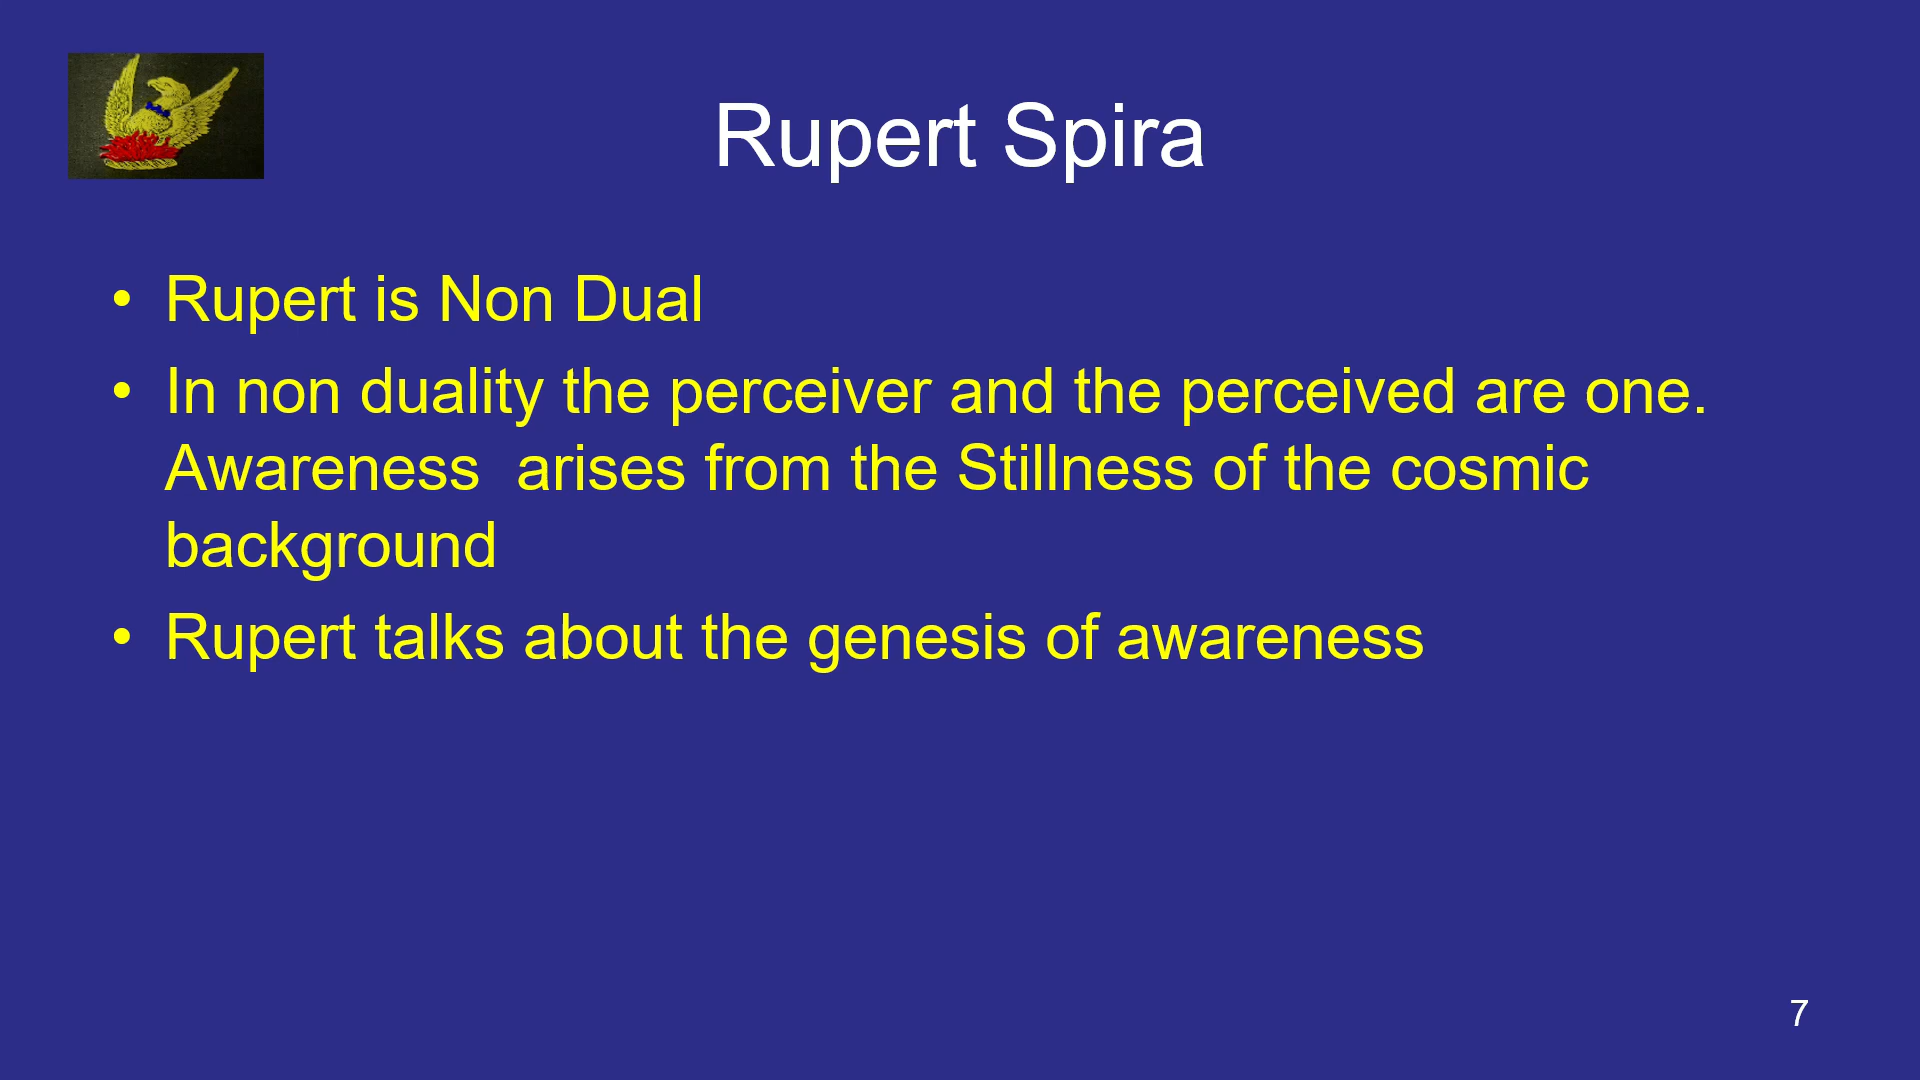 Rupert Spira
• Rupert is Non Dual
• In non duality the perceiver and the perceived are one.
Awareness  arises from the Stillness of the cosmic
background
• Rupert talks about the genesis of awareness
7